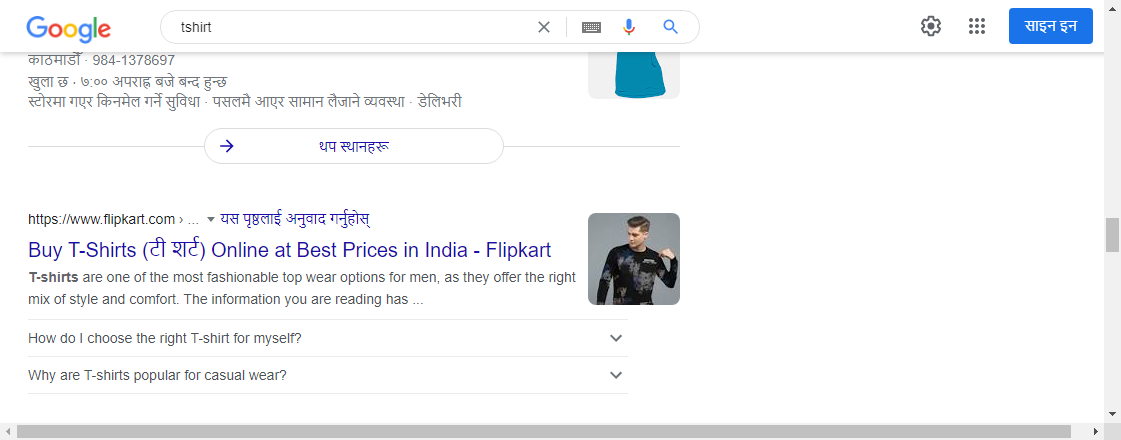 Google
tshirt
साइन इन
काठमाडौँ · 984-1378697
खुला छ · ७:०० अपराह्न बजे बन्द हुन्छ
स्टोरमा गएर किनमेल गर्ने सुविधा · पसलमै आएर सामान लैजाने व्यवस्था · डेलिभरी
थप स्थानहरू
https://www.flipkart.com › ... यस पृष्ठलाई अनुवाद गर्नुहोस्
Buy T-Shirts (टी शर्ट) Online at Best Prices in India - Flipkart
T-shirts are one of the most fashionable top wear options for men, as they offer the right
mix of style and comfort. The information you are reading has ...
How do I choose the right T-shirt for myself?
Why are T-shirts popular for casual wear?